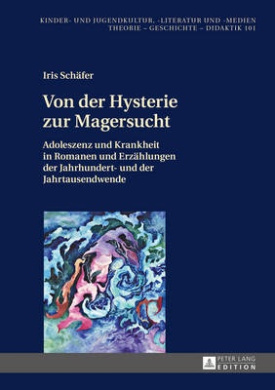 KINDER- UND JUGENDKULTUR, -LITERATUR UND -MEDIEN
THEORIE – GESCHICHTE – DIDAKTIK 101
Iris Schäfer
Von der Hysterie
zur Magersucht
Adoleszenz und Krankheit
in Romanen und Erzählungen
der Jahrhundert- und der
Jahrtausendwende
PETER LANG
EDITION